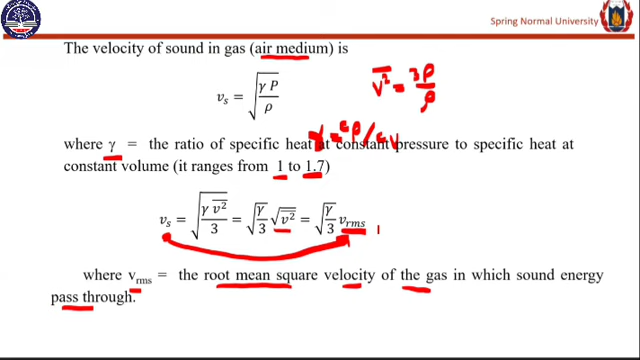 Spring Normal University
The velocity of sound in gas (air medium) is
v_s = √(γ P / ρ)
v̅²̅ = 3P / ρ
γ = cP / cV
where γ = the ratio of specific heat at constant pressure to specific heat at
constant volume (it ranges from 1 to 1.7)
v_s = √(γ v̅²̅ / 3) = √(γ / 3) √v̅²̅ = √(γ / 3) v_rms
where v_rms = the root mean square velocity of the gas in which sound energy
pass through.